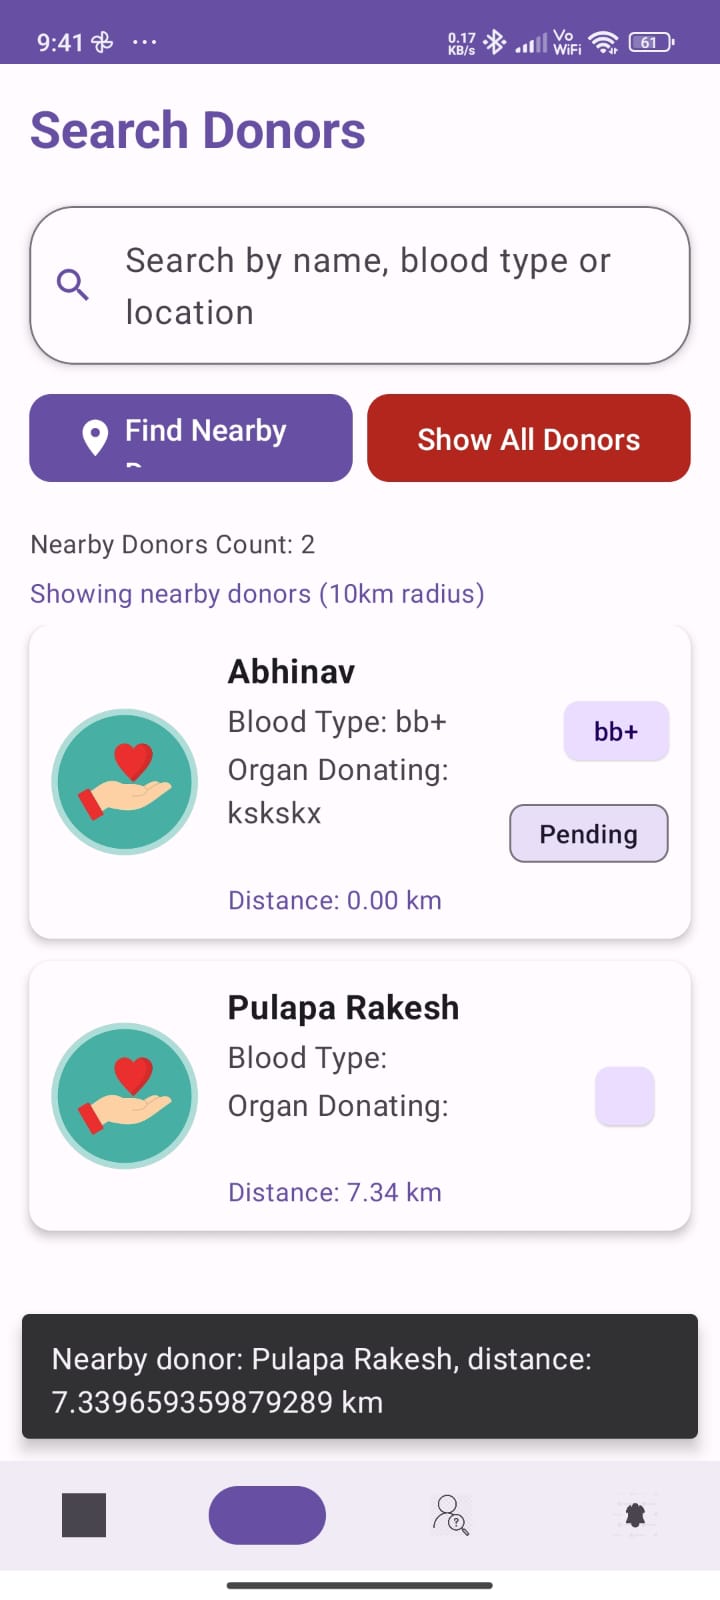 9:41
0.17
KB/s
Vo
WiFi
61
Search Donors
Search by name, blood type or
location
Find Nearby
Show All Donors
Nearby Donors Count: 2
Showing nearby donors (10km radius)
Abhinav
Blood Type: bb+
bb+
Organ Donating:
kskskx
Pending
Distance: 0.00 km
Pulapa Rakesh
Blood Type:
Organ Donating:
Distance: 7.34 km
Nearby donor: Pulapa Rakesh, distance:
7.339659359879289 km